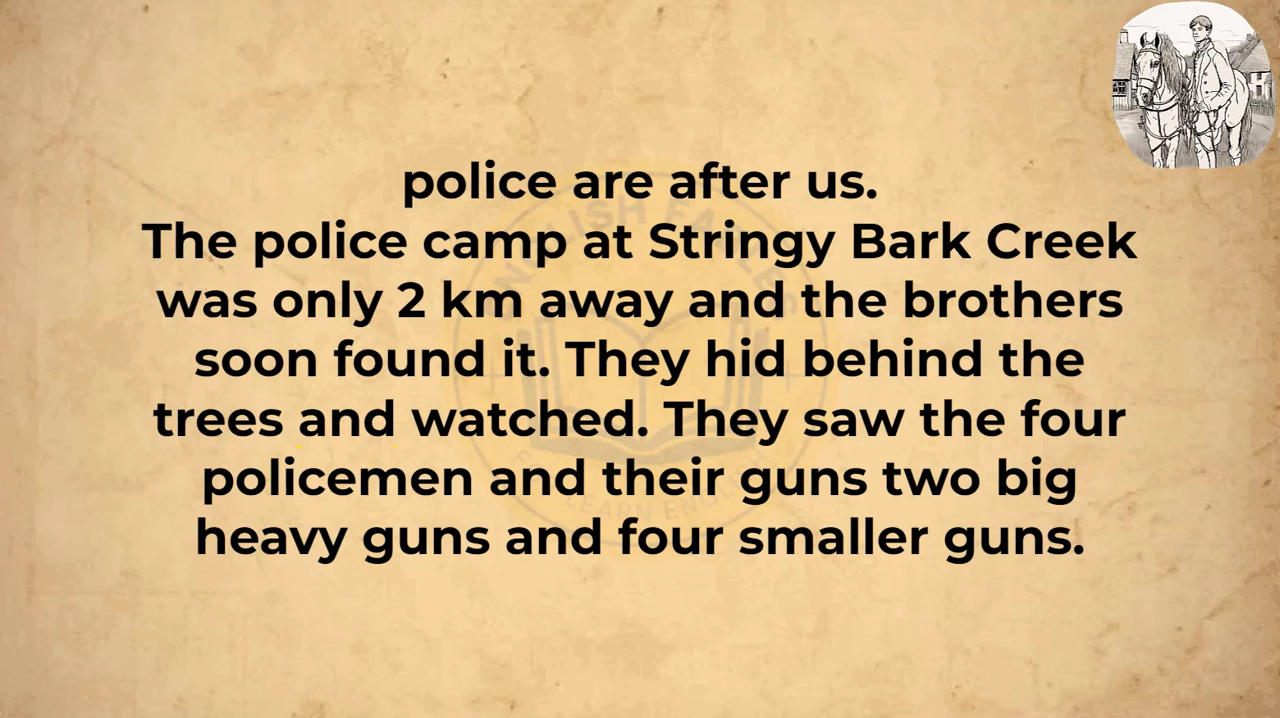 police are after us.
The police camp at Stringy Bark Creek
was only 2 km away and the brothers
soon found it. They hid behind the
trees and watched. They saw the four
policemen and their guns two big
heavy guns and four smaller guns.